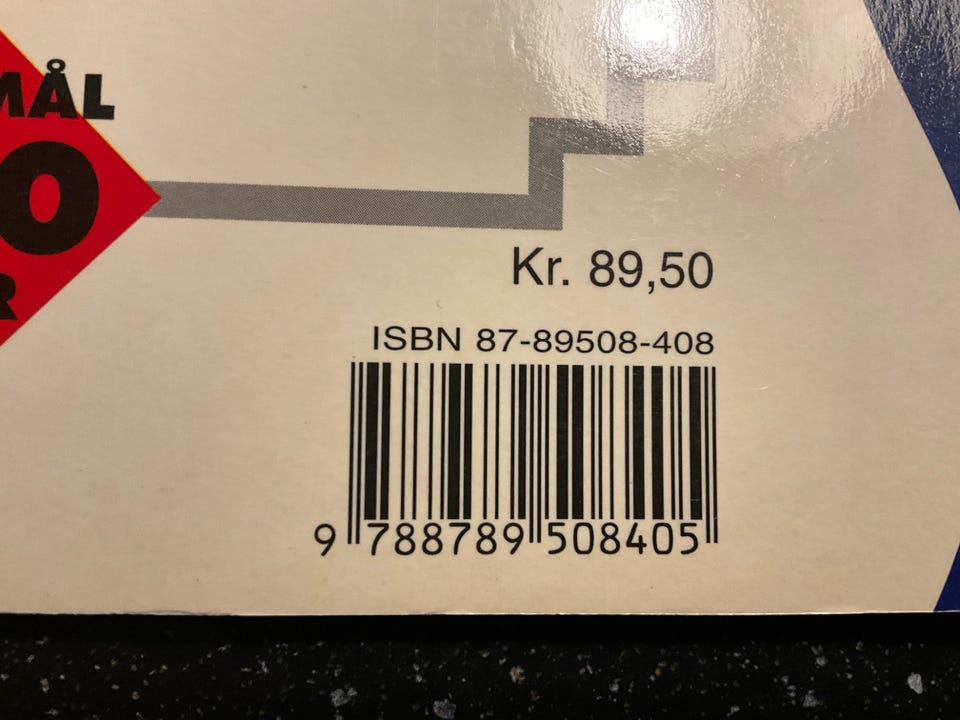 MÅL
O
R
Kr. 89,50
ISBN 87-89508-408
9 788789 508405